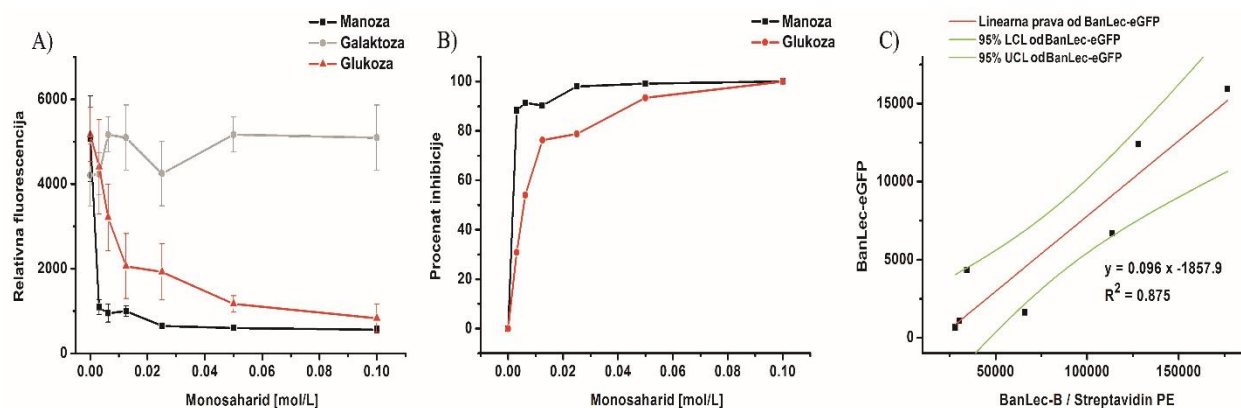 A)
Manoza
Galaktoza
Glukoza
Relativna fluorescencija
6000
4000
2000
0
0.00 0.02 0.04 0.06 0.08 0.10
Monosaharid [mol/L]
B)
Manoza
Glukoza
Procenat inhibicije
100
80
60
40
20
0
0.00 0.02 0.04 0.06 0.08 0.10
Monosaharid [mol/L]
C)
Linearna prava od BanLec-eGFP
95% LCL od BanLec-eGFP
95% UCL od BanLec-eGFP
BanLec-eGFP
15000
10000
5000
0
y = 0.096 x -1857.9
R² = 0.875
50000 100000 150000
BanLec-B / Streptavidin PE